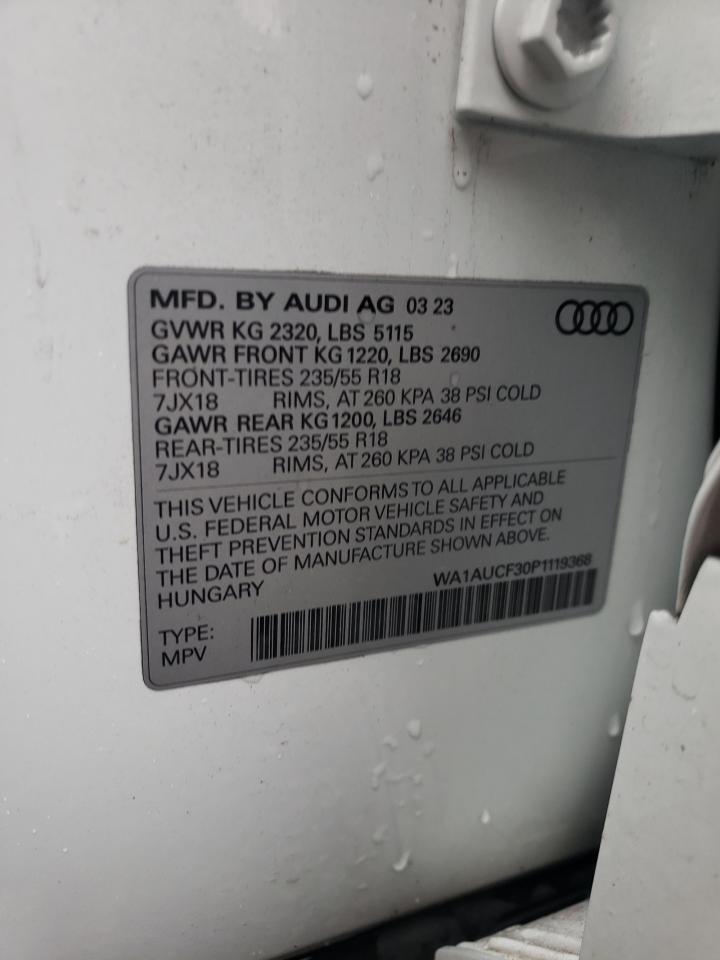 MFD. BY AUDI AG 03 23
GVWR KG 2320, LBS 5115
GAWR FRONT KG 1220, LBS 2690
FRONT-TIRES 235/55 R18
7JX18 RIMS, AT 260 KPA 38 PSI COLD
GAWR REAR KG 1200, LBS 2646
REAR-TIRES 235/55 R18
7JX18 RIMS, AT 260 KPA 38 PSI COLD
THIS VEHICLE CONFORMS TO ALL APPLICABLE
U.S. FEDERAL MOTOR VEHICLE SAFETY AND
THEFT PREVENTION STANDARDS IN EFFECT ON
THE DATE OF MANUFACTURE SHOWN ABOVE.
HUNGARY WA1AUCF30P1119368
TYPE:
MPV